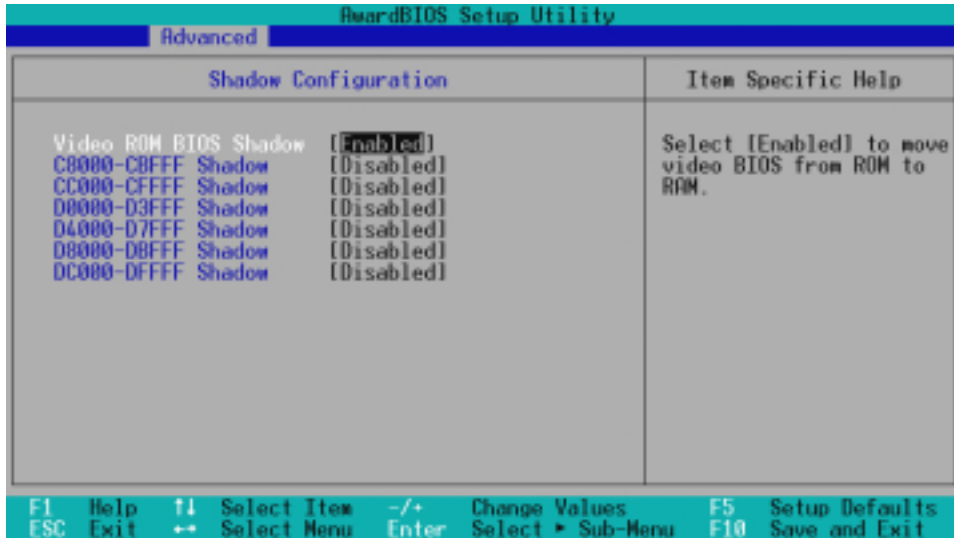 AwardBIOS Setup Utility
Advanced
Shadow Configuration
Item Specific Help
Video ROM BIOS Shadow [Enabled]
C8000-CBFFF Shadow [Disabled]
CC000-CFFFF Shadow [Disabled]
D0000-D3FFF Shadow [Disabled]
D4000-D7FFF Shadow [Disabled]
D8000-DBFFF Shadow [Disabled]
DC000-DFFFF Shadow [Disabled]
Select [Enabled] to move
video BIOS from ROM to
RAM.
F1 Help ↑↓ Select Item -/+ Change Values F5 Setup Defaults
ESC Exit ←→ Select Menu Enter Select ► Sub-Menu F10 Save and Exit